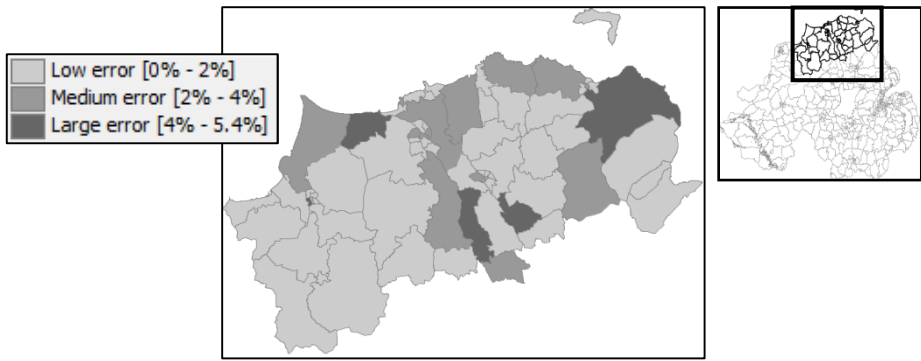 Low error [0% - 2%]
Medium error [2% - 4%]
Large error [4% - 5.4%]